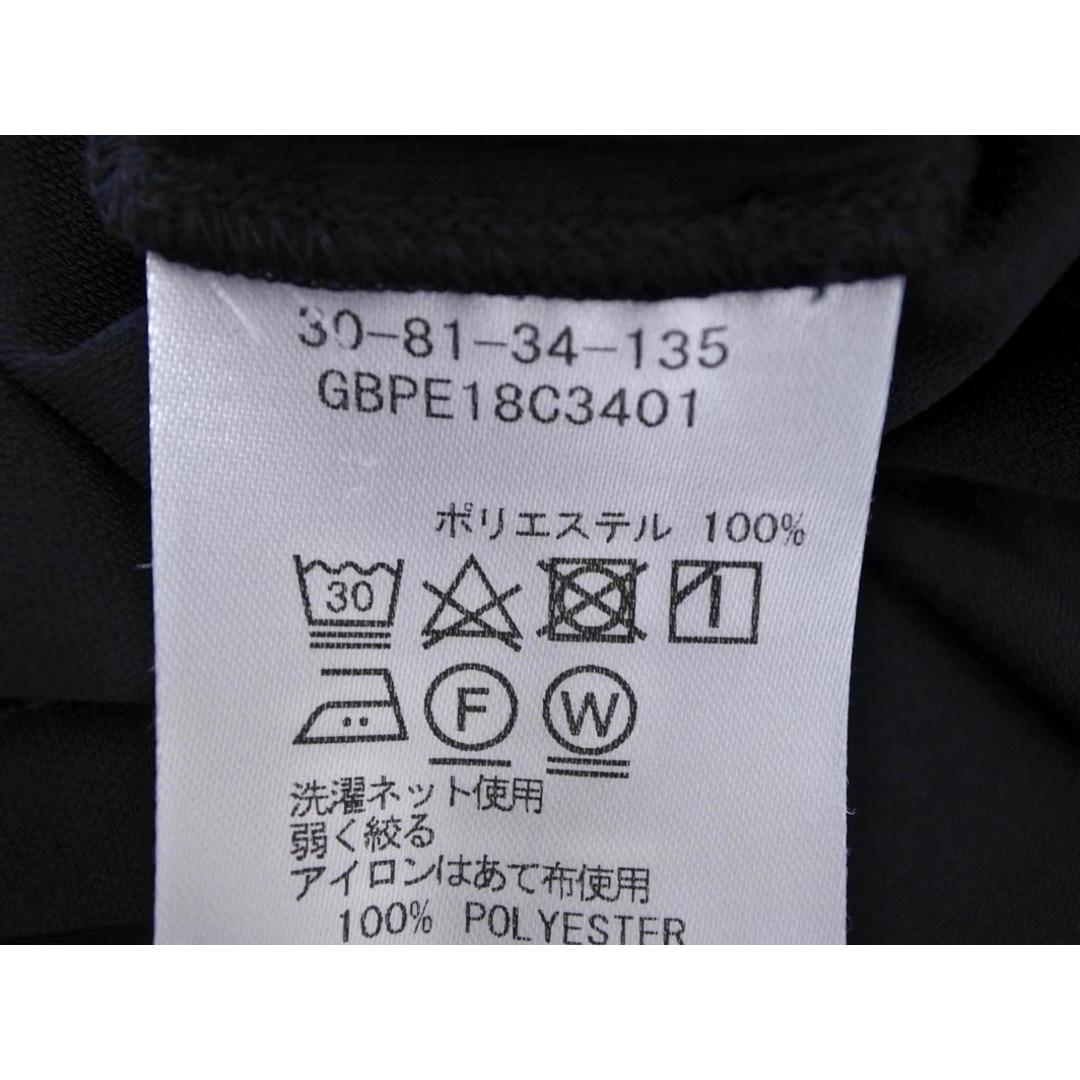 30-81-34-135
GBPE18C3401
ポリエステル 100%
30
F W
洗濯ネット使用
弱く絞る
アイロンはあて布使用
100% POLYESTER